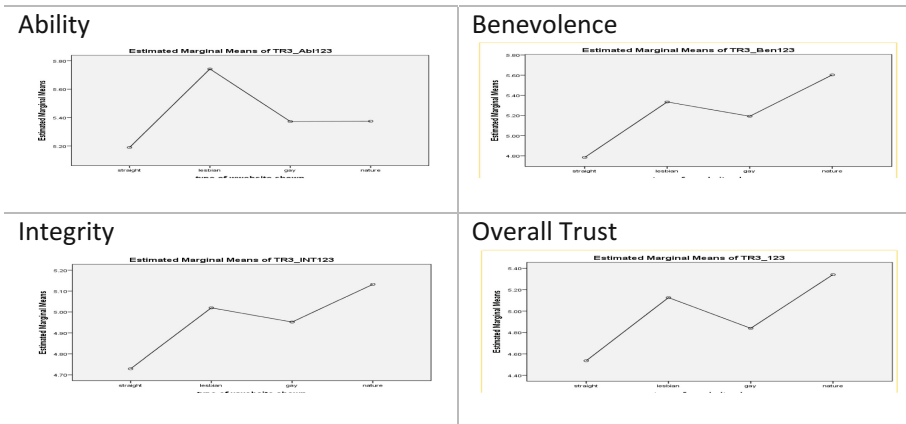 Ability
Estimated Marginal Means of TR3_Abl123
Estimated Marginal Means
5.80
5.60
5.40
5.20
straight lesbian gay nature
Benevolence
Estimated Marginal Means of TR3_Ben123
Estimated Marginal Means
5.80
5.60
5.40
5.20
5.00
4.80
straight lesbian gay nature
Integrity
Estimated Marginal Means of TR3_INT123
Estimated Marginal Means
5.20
5.10
5.00
4.90
4.80
4.70
straight lesbian gay nature
Overall Trust
Estimated Marginal Means of TR3_123
Estimated Marginal Means
5.40
5.20
5.00
4.80
4.60
4.40
straight lesbian gay nature